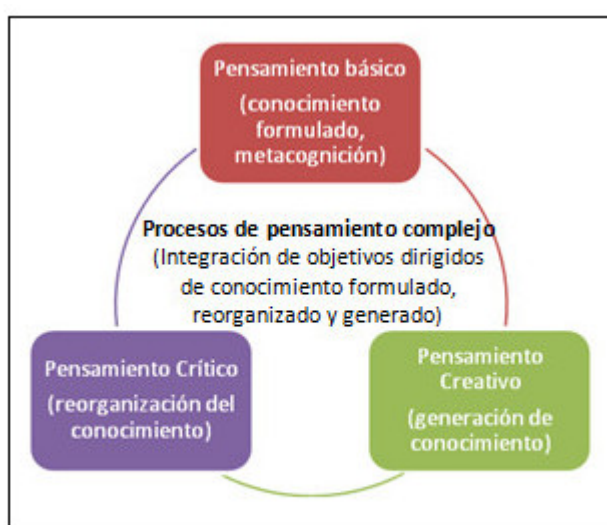 Pensamiento básico
(conocimiento
formulado,
metacognición)
Procesos de pensamiento complejo
(Integración de objetivos dirigidos
de conocimiento formulado,
reorganizado y generado)
Pensamiento Crítico
(reorganización del
conocimiento)
Pensamiento
Creativo
(generación de
conocimiento)